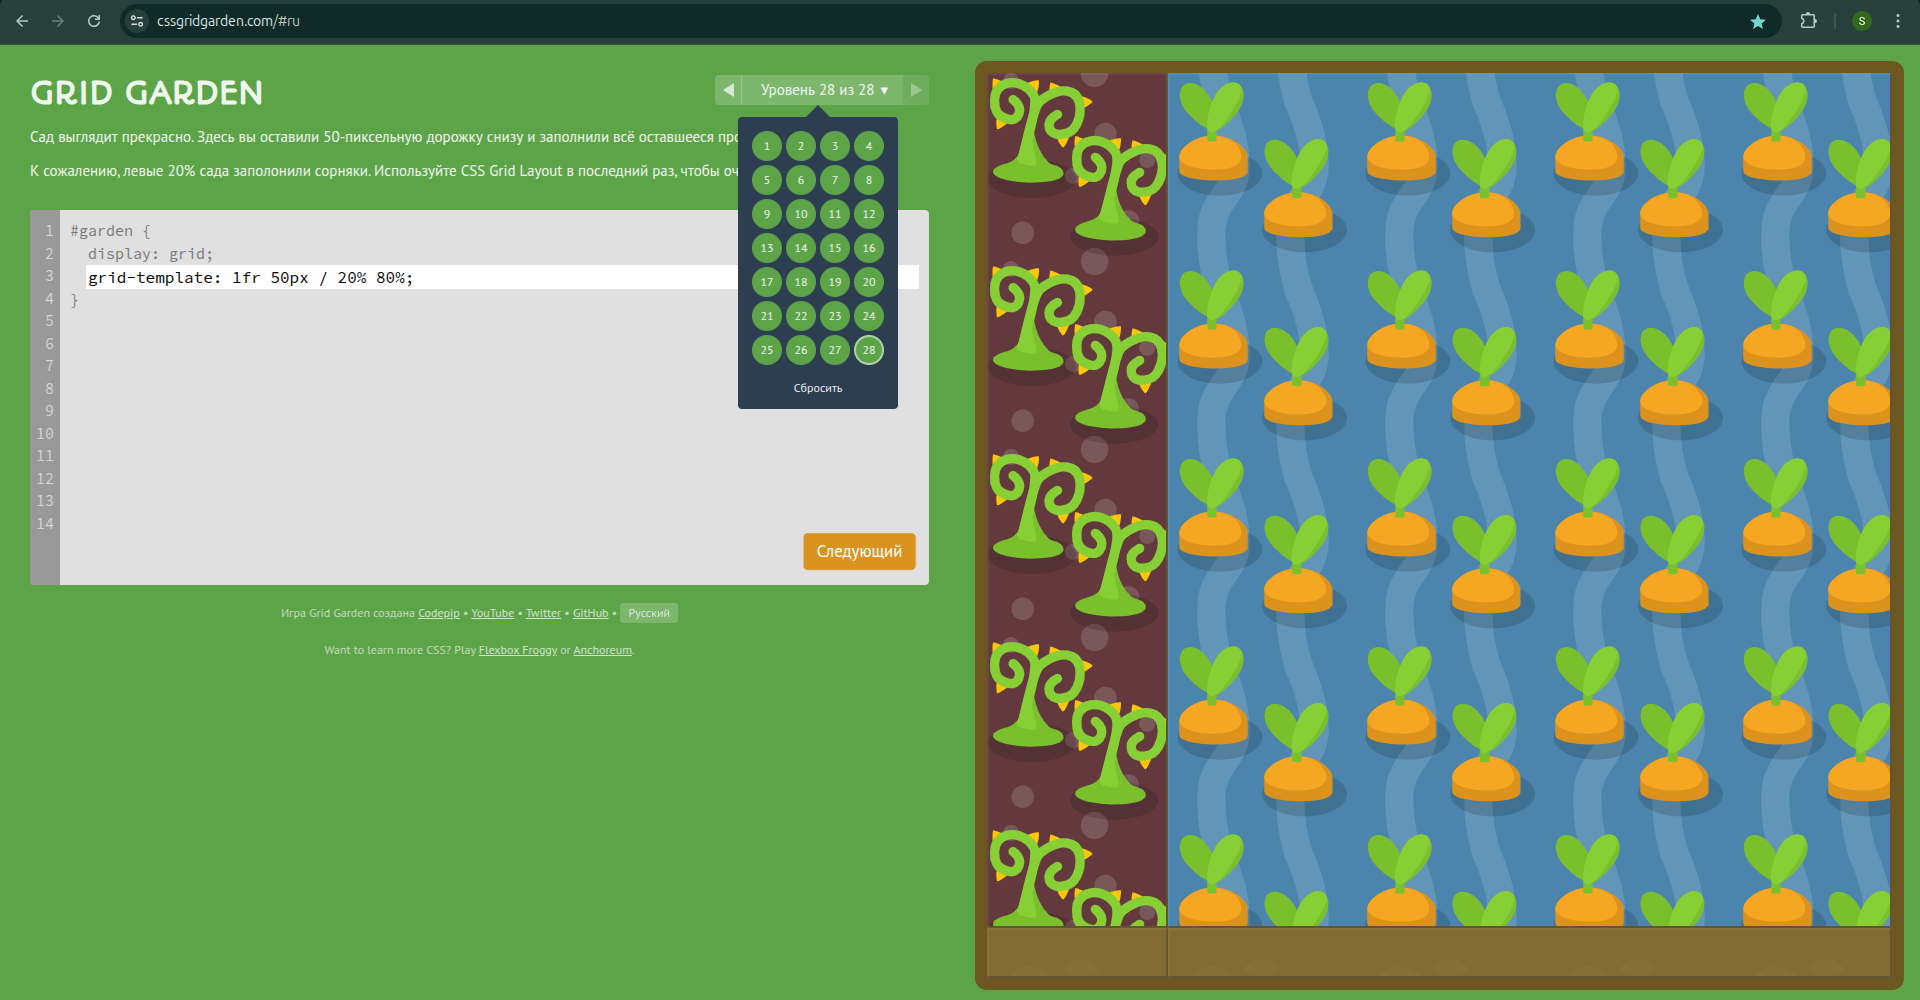 cssgridgarden.com/#ru
S
GRID GARDEN
Уровень 28 из 28 ▼
Сад выглядит прекрасно. Здесь вы оставили 50-пиксельную дорожку снизу и заполнили всё оставшееся
К сожалению, левые 20% сада заполонили сорняки. Используйте CSS Grid Layout в последний раз, чтобы
1 2 3 4
5 6 7 8
9 10 11 12
13 14 15 16
17 18 19 20
21 22 23 24
25 26 27 28
Сбросить
1 #garden {
2 display: grid;
3 grid-template: 1fr 50px / 20% 80%;
4 }
5
6
7
8
9
10
11
12
13
14
Следующий
Игра Grid Garden создана Codepip • YouTube • Twitter • GitHub • Русский
Want to learn more CSS? Play Flexbox Froggy or Anchoreum.